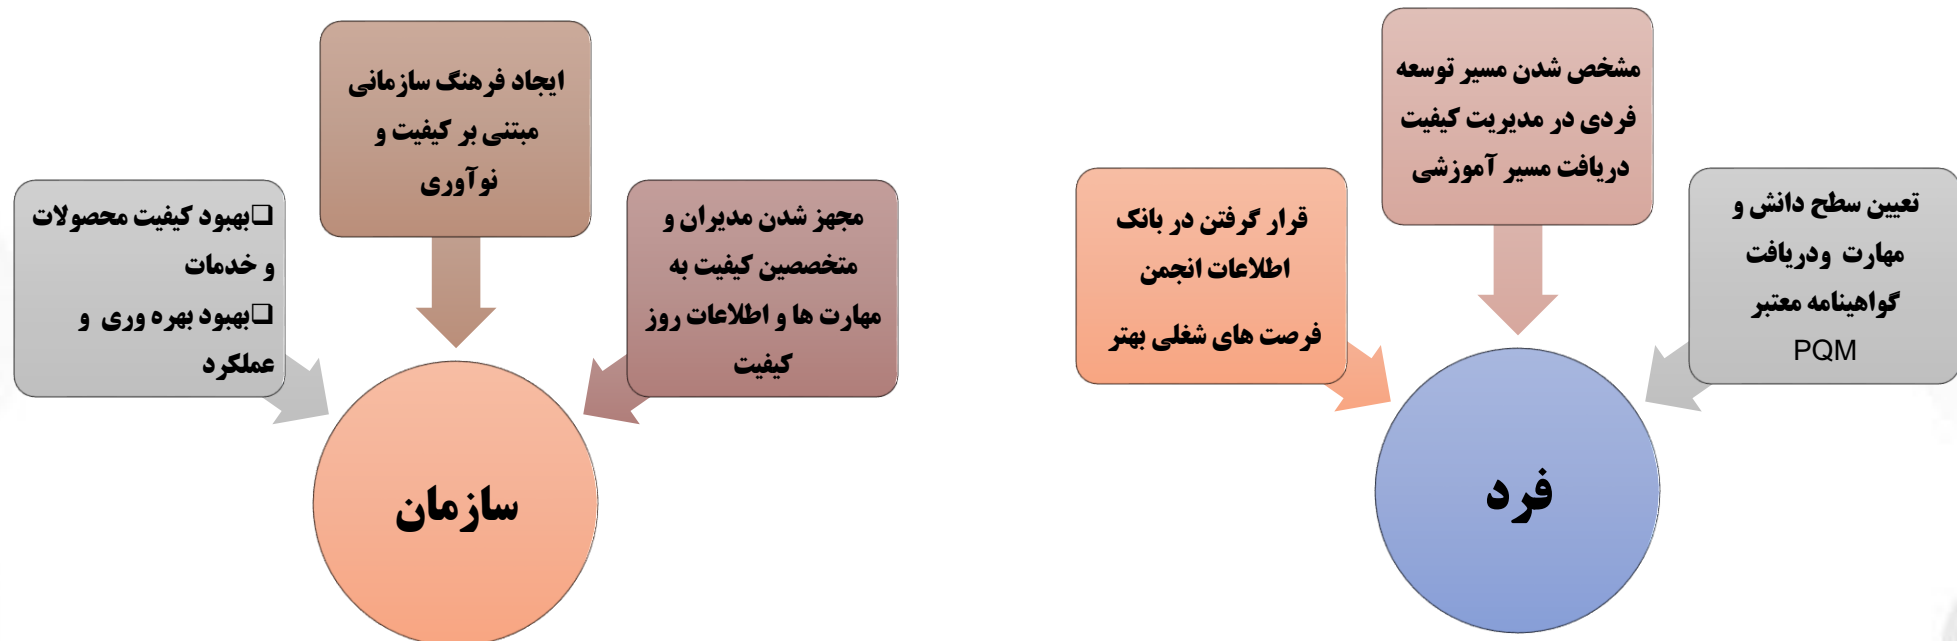 تعیین سطح دانش و
مهارت ودریافت
گواهینامه معتبر
PQM
مشخص شدن مسیر توسعه
فردی در مدیریت کیفیت
دریافت مسیر آموزشی
قرار گرفتن در بانک
اطلاعات انجمن
فرصت های شغلی بهتر
فرد
مجهز شدن مدیران و
متخصصین کیفیت به
مهارت ها و اطلاعات روز
کیفیت
ایجاد فرهنگ سازمانی
مبتنی بر کیفیت و
نوآوری
❑بهبود کیفیت محصولات
و خدمات
❑بهبود بهره وری و
عملکرد
سازمان